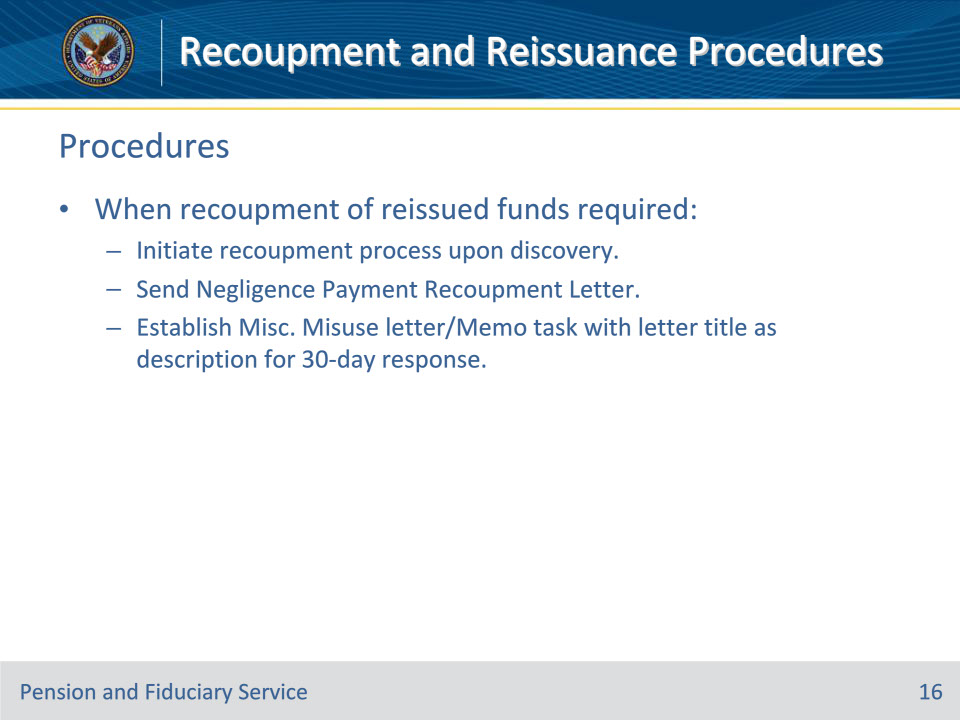 Recoupment and Reissuance Procedures
Procedures
• When recoupment of reissued funds required:
– Initiate recoupment process upon discovery.
– Send Negligence Payment Recoupment Letter.
– Establish Misc. Misuse letter/Memo task with letter title as
description for 30-day response.
Pension and Fiduciary Service
16